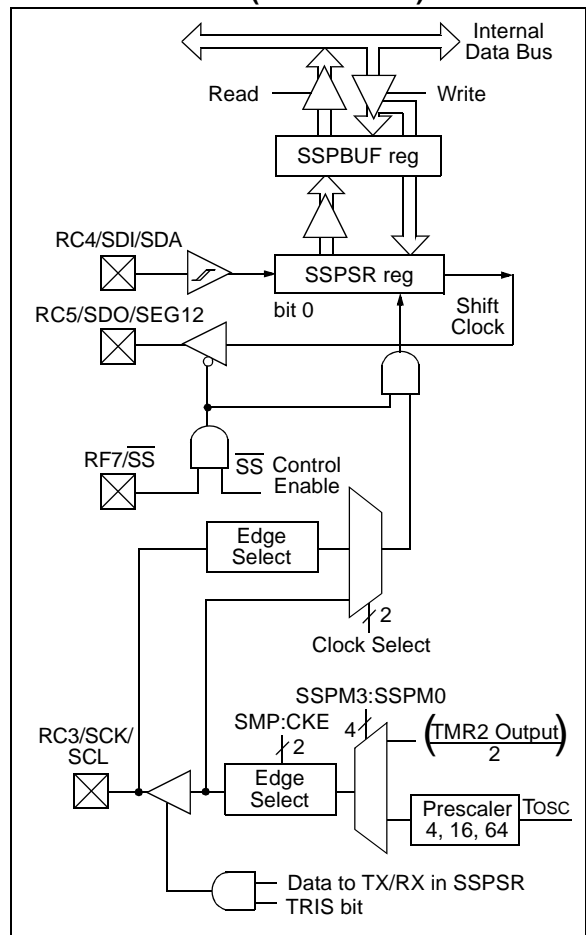 Internal
Data Bus
Read
Write
SSPBUF reg
RC4/SDI/SDA
SSPSR reg
RC5/SDO/SEG12
bit 0
Shift
Clock
RF7/S̅S̅
S̅S̅ Control
Enable
Edge
Select
2
Clock Select
SSPM3:SSPM0
SMP:CKE
4
(TMR2 Output)
2
RC3/SCK/
SCL
2
Edge
Select
Prescaler
4, 16, 64
TOSC
Data to TX/RX in SSPSR
TRIS bit